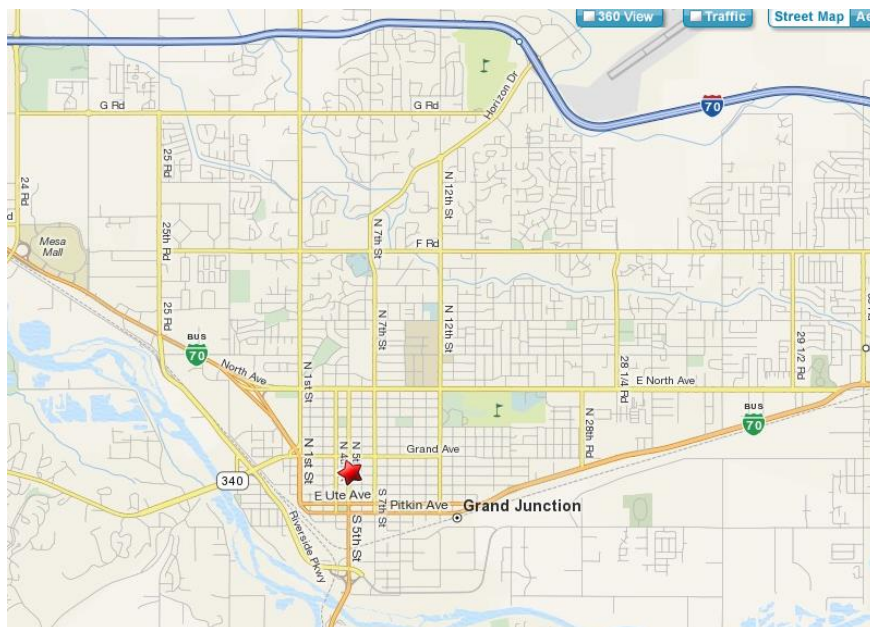 360 View
Traffic
Street Map
Ae
70
G Rd
G Rd
Horizon Dr
25 Rd
24 Rd
N 12th St
N 7th St
25th Rd
F Rd
Mesa
Mall
25 Rd
N 7th St
N 12th St
BUS
70
North Ave
N 1st St
28 1/4 Rd
29 1/2 Rd
E North Ave
BUS
70
N 28th Rd
N 1st St
Grand Ave
340
E Ute Ave
Pitkin Ave
S 7th St
Grand Junction
S 5th St
Riverside Pkwy
N 1st St